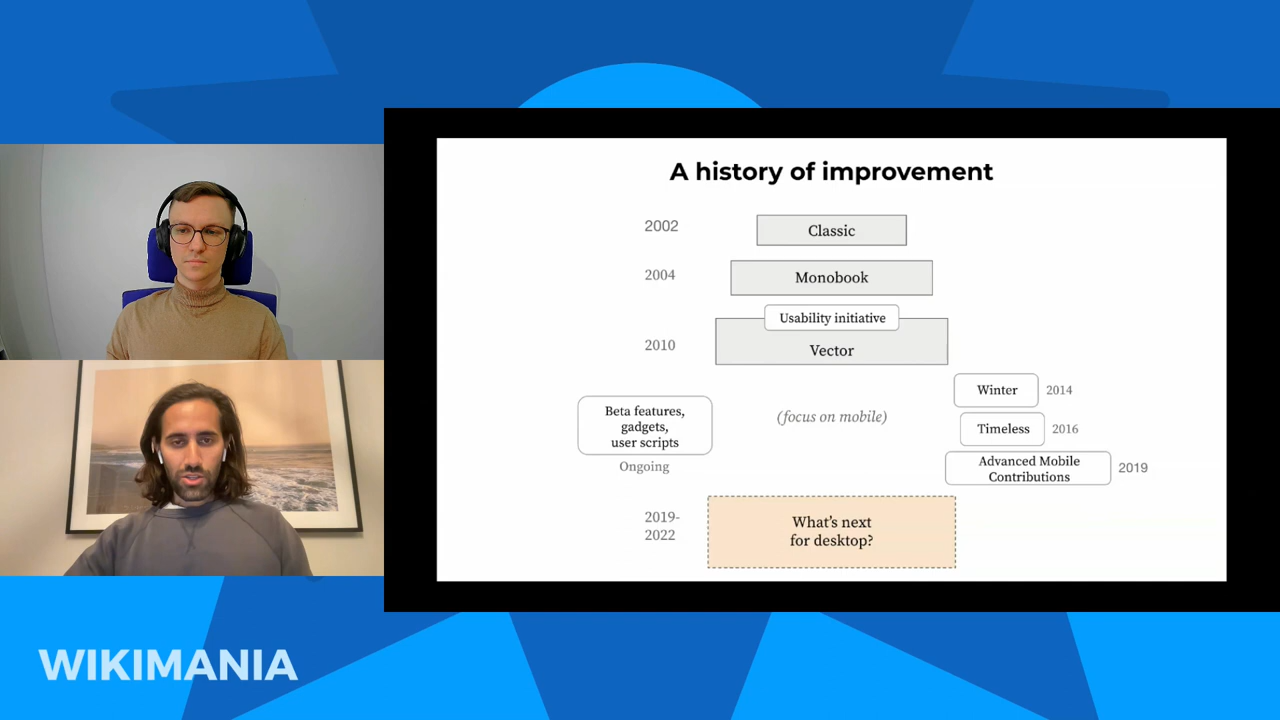 A history of improvement
2002
Classic
2004
Monobook
Usability initiative
2010
Vector
Winter
2014
Beta features,
gadgets,
user scripts
Ongoing
(focus on mobile)
Timeless
2016
Advanced Mobile
Contributions
2019
2019-
2022
What's next
for desktop?
WIKIMANIA